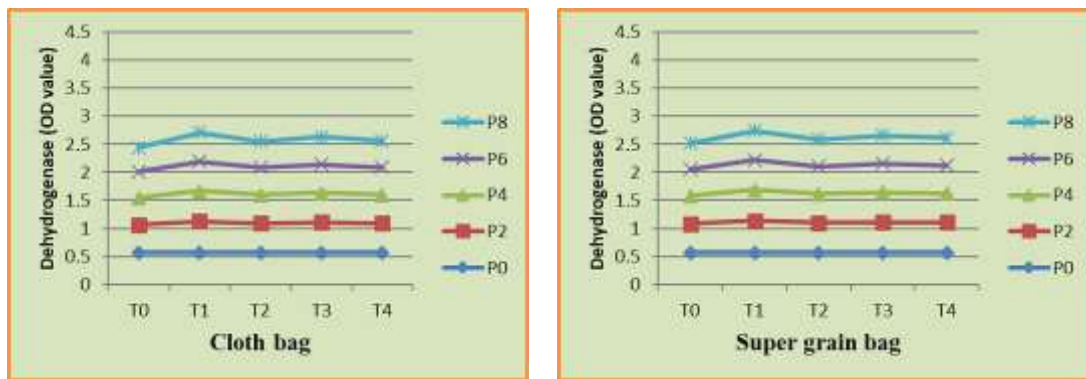 Dehydrogenase (OD value)
4.5
4
3.5
3
2.5
2
1.5
1
0.5
0
T0 T1 T2 T3 T4
Cloth bag
P8
P6
P4
P2
P0
Dehydrogenase (OD value)
4.5
4
3.5
3
2.5
2
1.5
1
0.5
0
T0 T1 T2 T3 T4
Super grain bag
P8
P6
P4
P2
P0